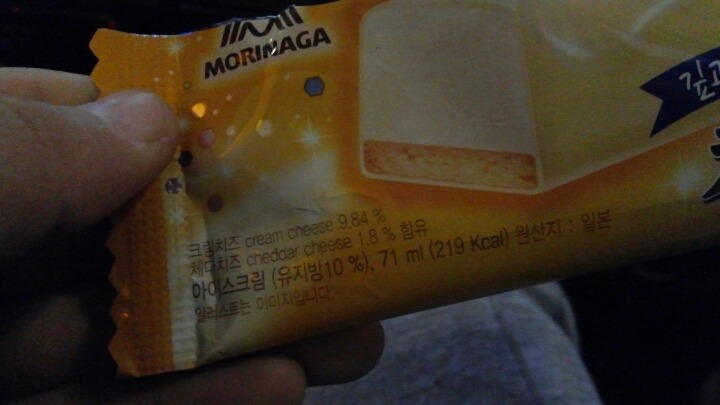 MORINAGA
크림치즈 cream cheese 9.84 %
체다치즈 cheddar cheese 1.8 % 함유
아이스크림 (유지방10 %), 71 ml (219 Kcal) 원산지 : 일본
일러스트는 이미지입니다